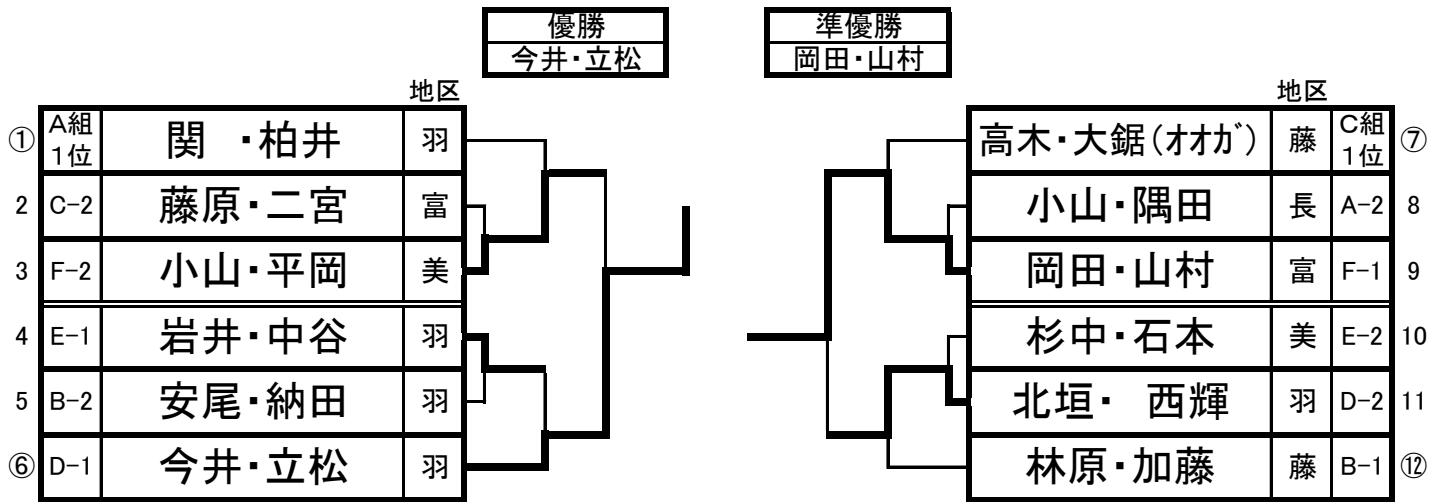 優勝 準優勝
今井・立松 岡田・山村
地区 地区
① A組1位 関 ・柏井 羽 高木・大鋸(オオガ) 藤 C組1位 ⑦
2 C-2 藤原・二宮 富 小山・隅田 長 A-2 8
3 F-2 小山・平岡 美 岡田・山村 富 F-1 9
4 E-1 岩井・中谷 羽 杉中・石本 美 E-2 10
5 B-2 安尾・納田 羽 北垣・ 西輝 羽 D-2 11
⑥ D-1 今井・立松 羽 林原・加藤 藤 B-1 ⑫